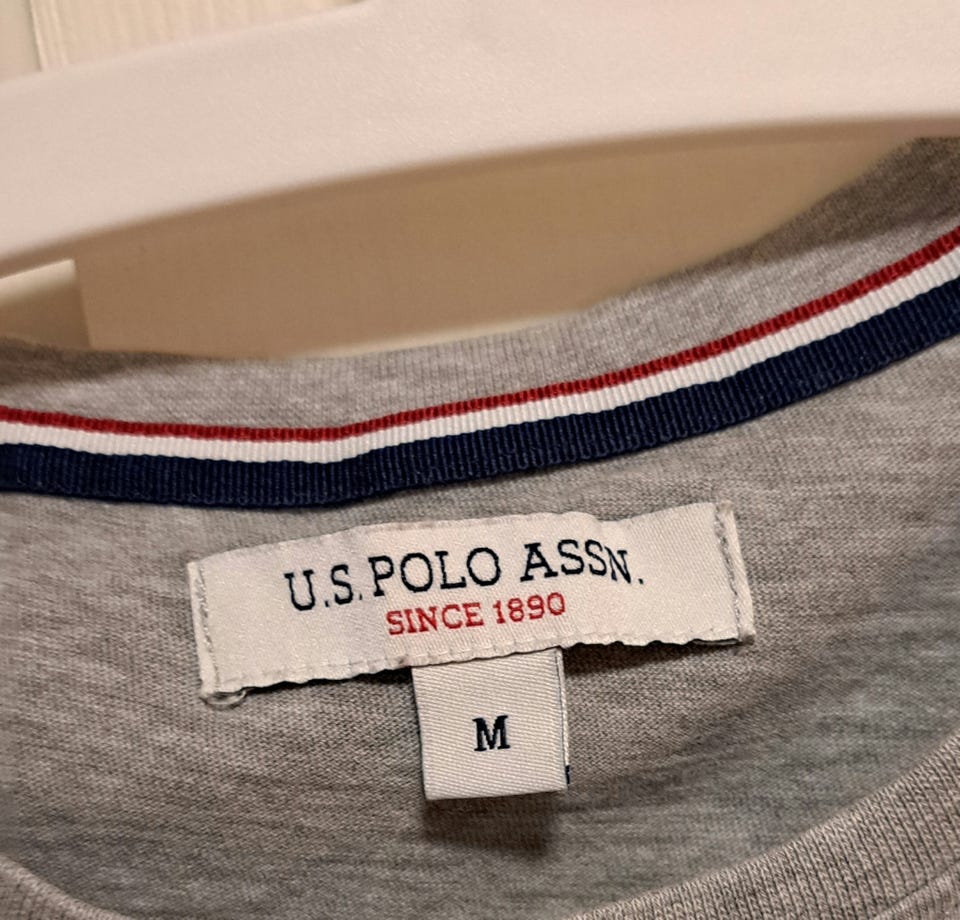 U.S. POLO ASSN.
SINCE 1890
M